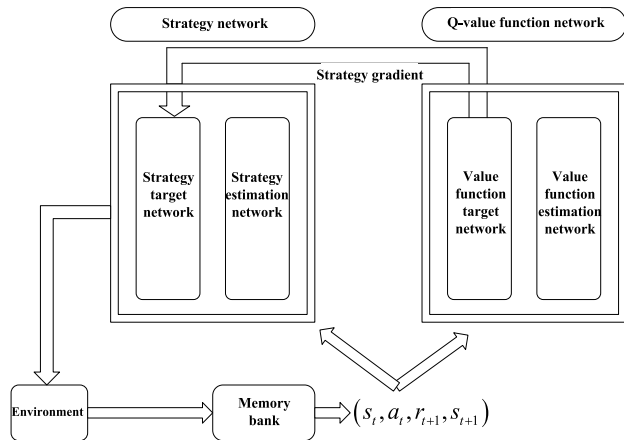 Strategy network
Q-value function network
Strategy gradient
Strategy
target
network
Strategy
estimation
network
Value
function
target
network
Value
function
estimation
network
Environment
Memory
bank
(s_t, a_t, r_{t+1}, s_{t+1})